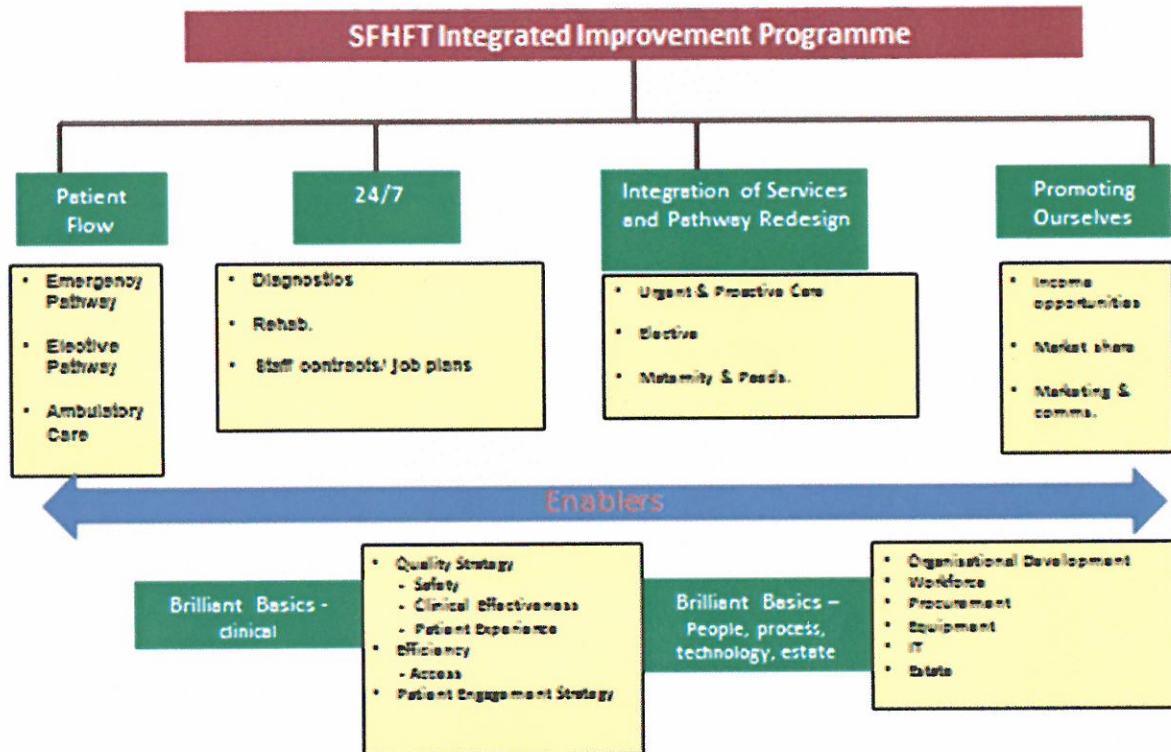 SFHFT Integrated Improvement Programme
Patient
Flow
24/7
Integration of Services
and Pathway Redesign
Promoting
Ourselves
• Emergency
Pathway
• Elective
Pathway
• Ambulatory
Care
• Diagnostics
• Rehab.
• Staff contracts/ Job plans
• Urgent & Proactive Care
• Elective
• Maternity & Paeds.
• Income
opportunities
• Market share
• Marketing &
comms.
Enablers
Brilliant Basics -
clinical
• Quality Strategy
- Safety
- Clinical Effectiveness
- Patient Experience
• Efficiency
- Access
• Patient Engagement Strategy
Brilliant Basics –
People, process,
technology, estate
• Organisational Development
• Workforce
• Procurement
• Equipment
• IT
• Estate